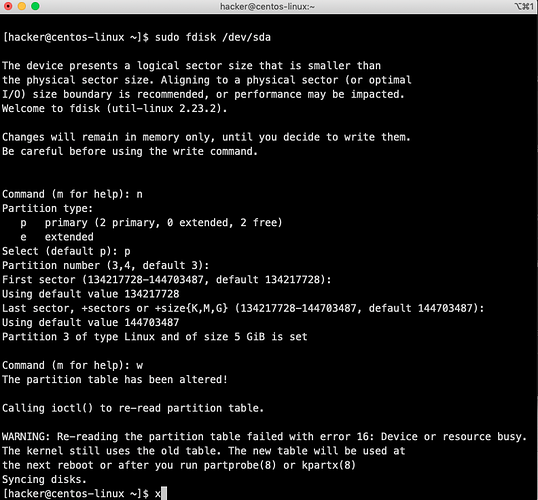 hacker@centos-linux:~
⌥⌘1
[hacker@centos-linux ~]$ sudo fdisk /dev/sda
The device presents a logical sector size that is smaller than
the physical sector size. Aligning to a physical sector (or optimal
I/O) size boundary is recommended, or performance may be impacted.
Welcome to fdisk (util-linux 2.23.2).
Changes will remain in memory only, until you decide to write them.
Be careful before using the write command.
Command (m for help): n
Partition type:
   p   primary (2 primary, 0 extended, 2 free)
   e   extended
Select (default p): p
Partition number (3,4, default 3):
First sector (134217728-144703487, default 134217728):
Using default value 134217728
Last sector, +sectors or +size{K,M,G} (134217728-144703487, default 144703487):
Using default value 144703487
Partition 3 of type Linux and of size 5 GiB is set
Command (m for help): w
The partition table has been altered!
Calling ioctl() to re-read partition table.
WARNING: Re-reading the partition table failed with error 16: Device or resource busy.
The kernel still uses the old table. The new table will be used at
the next reboot or after you run partprobe(8) or kpartx(8)
Syncing disks.
[hacker@centos-linux ~]$ x